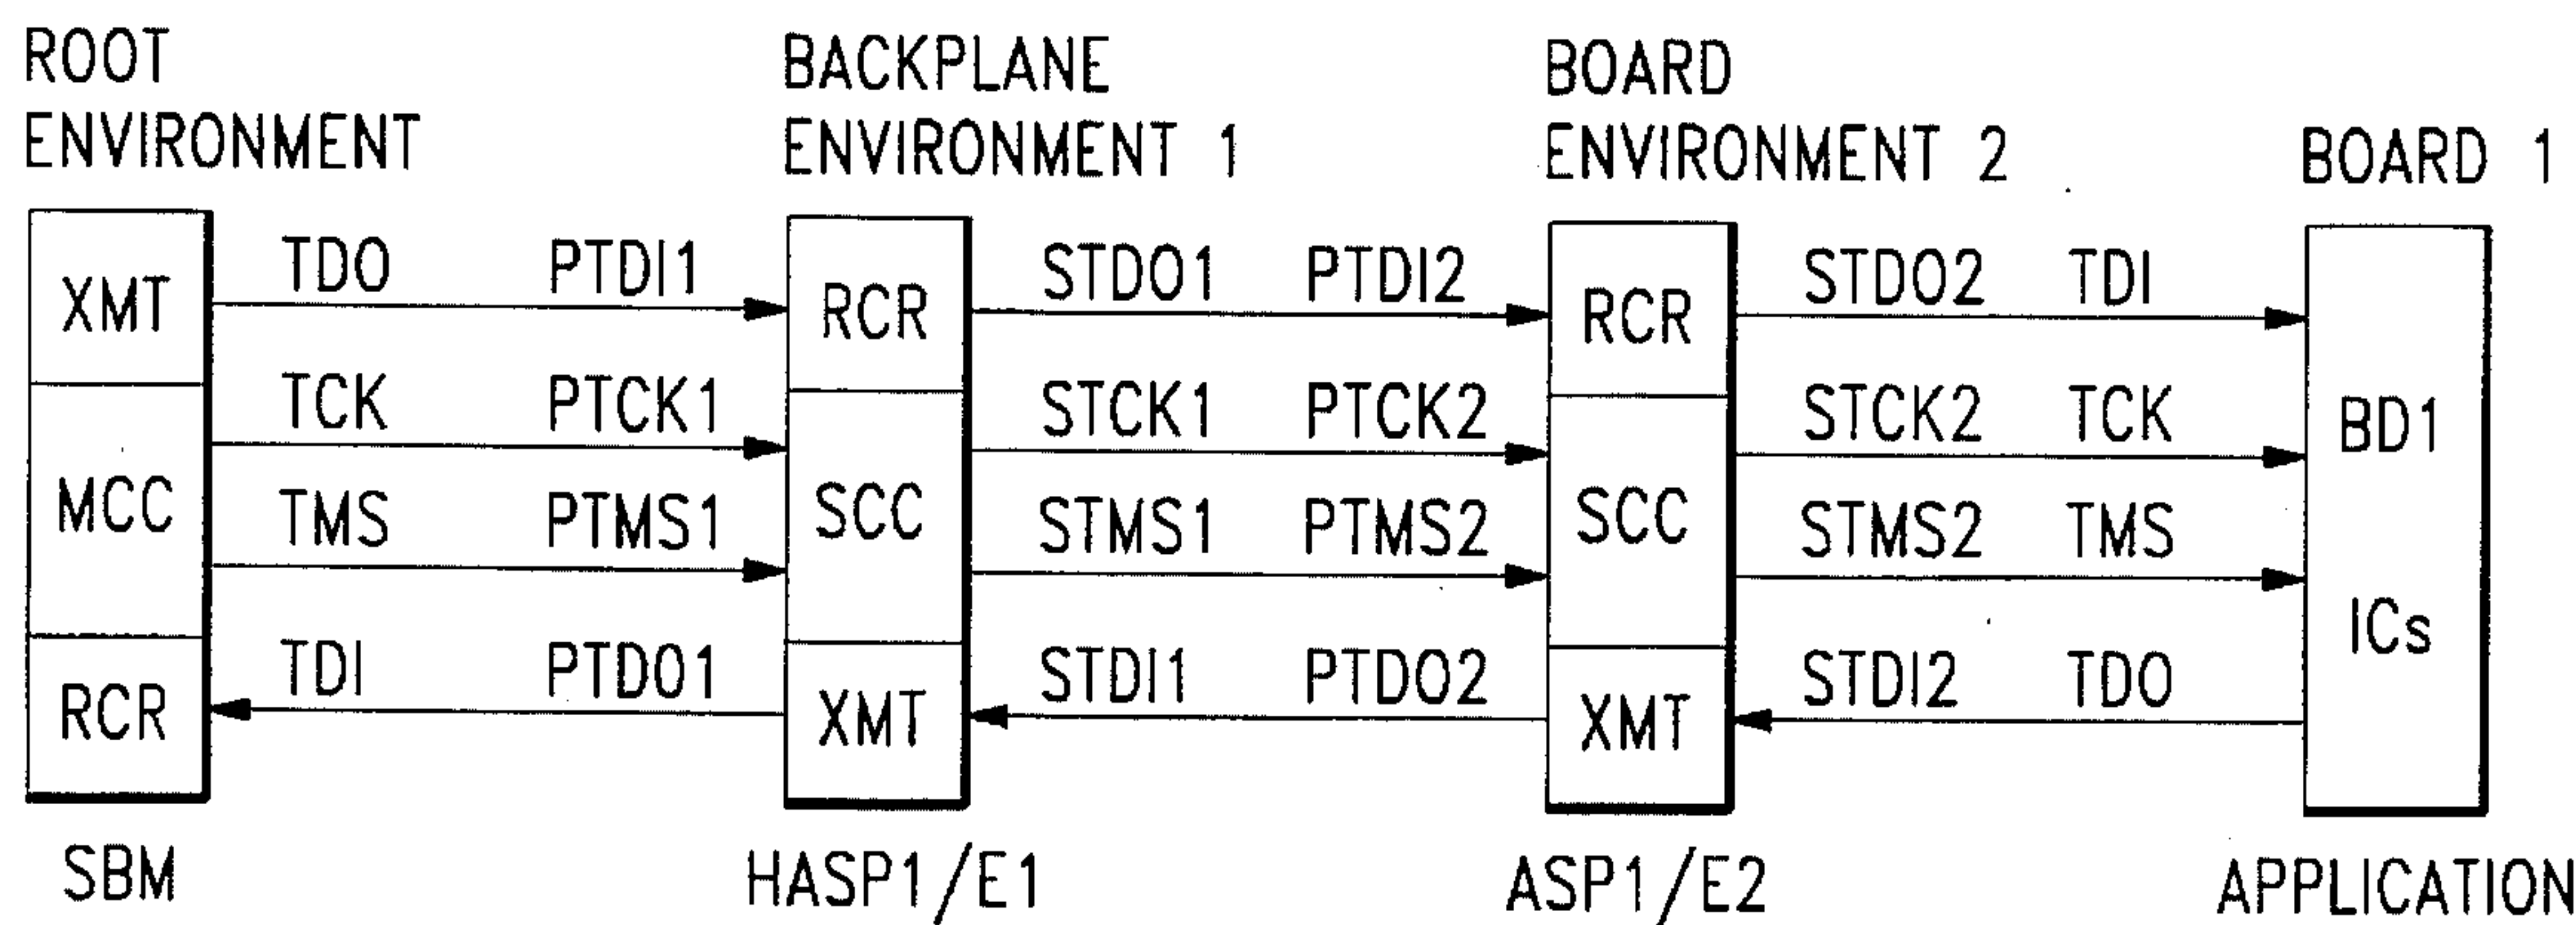 ROOT
ENVIRONMENT
BACKPLANE
ENVIRONMENT 1
BOARD
ENVIRONMENT 2
BOARD 1
XMT
MCC
RCR
TDO PTDI1
TCK PTCK1
TMS PTMS1
TDI PTDO1
RCR
SCC
XMT
STDO1 PTDI2
STCK1 PTCK2
STMS1 PTMS2
STDI1 PTDO2
RCR
SCC
XMT
STDO2 TDI
STCK2 TCK
STMS2 TMS
STDI2 TDO
BD1
ICs
SBM
HASP1/E1
ASP1/E2
APPLICATION